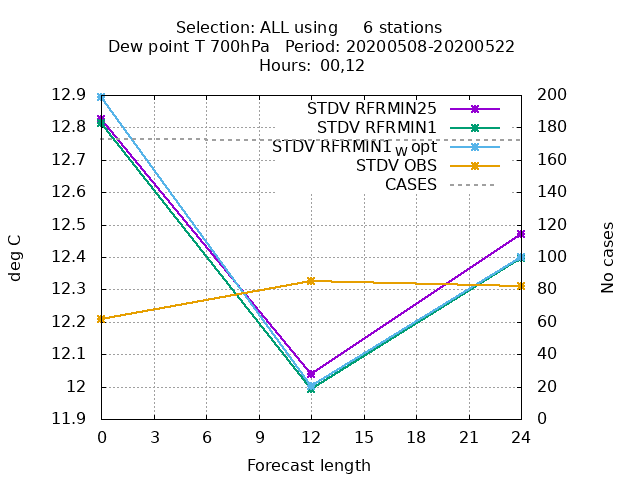 Selection: ALL using     6 stations
Dew point T 700hPa   Period: 20200508-20200522
Hours:  00,12
12.9
12.8
12.7
12.6
12.5
12.4
12.3
12.2
12.1
12
11.9
deg C
STDV RFRMIN25
STDV RFRMIN1
STDV RFRMIN1 w opt
STDV OBS
CASES
200
180
160
140
120
100
80
60
40
20
0
No cases
0 3 6 9 12 15 18 21 24
Forecast length